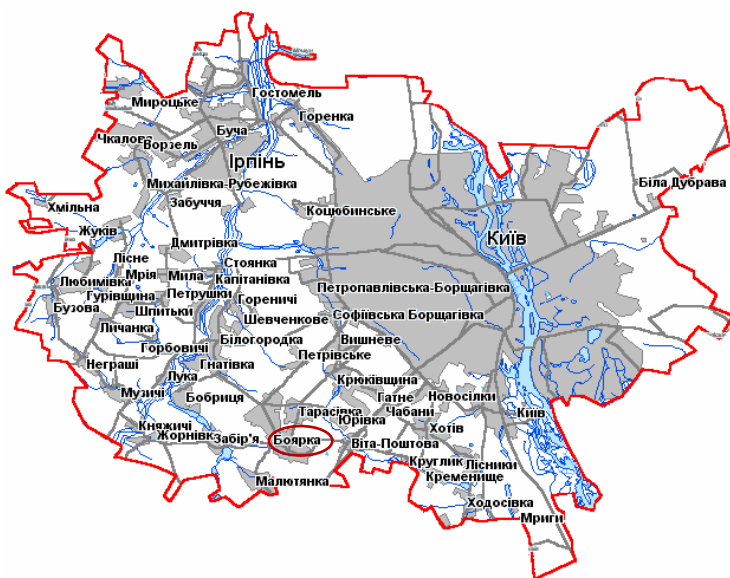 Гостомель
Мироцьке
Горенка
Буча
Чкалове
Ворзель
Ірпінь
Михайлівка-Рубежівка
Біла Дубрава
Забуччя
Хмільна
Коцюбинське
Жуків
Київ
Дмитрівка
Лісне
Стоянка
Мрія
Мила
Капітанівка
Любимівка
Петропавлівська-Борщагівка
Гурівщина
Петрушки
Гореничі
Бузова
Шпитьки
Шевченкове
Софіївська Борщагівка
Личанка
Білогородка
Вишневе
Горбовичі
Петрівське
Неграші
Гнатівка
Лука
Крюківщина
Музичі
Бобриця
Гатне
Новосілки
Тарасівка
Чабани
Київ
Княжичі
Юрівка
Хотів
Жорнівк
Забір'я
Боярка
Віта-Поштова
Круглик
Лісники
Малютянка
Кременище
Ходосівка
Мриги